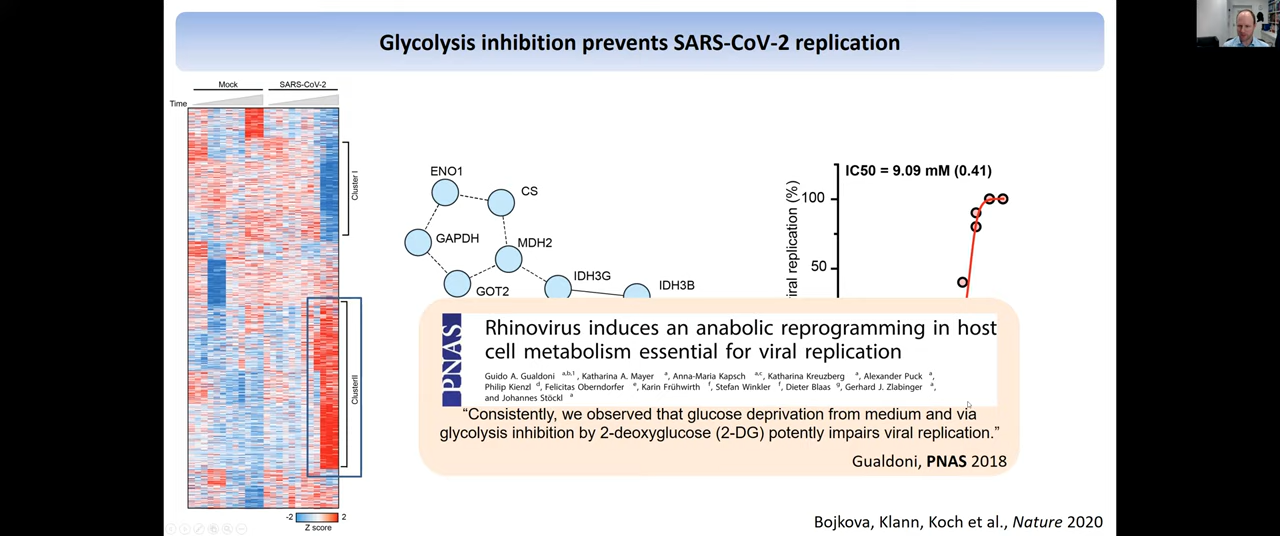 Glycolysis inhibition prevents SARS-CoV-2 replication
Mock
SARS-CoV-2
Time
Cluster I
ClusterII
-2
2
Z score
ENO1
CS
GAPDH
MDH2
GOT2
IDH3G
IDH3B
IC50 = 9.09 mM (0.41)
100
50
replication (%)
PNAS
Rhinovirus induces an anabolic reprogramming in host
cell metabolism essential for viral replication
Guido A. Gualdoni a,b,1, Katharina A. Mayer a, Anna-Maria Kapsch a,c, Katharina Kreuzberg a, Alexander Puck a,
Philip Kienzl d, Felicitas Oberndorfer e, Karin Frühwirth f, Stefan Winkler f, Dieter Blaas g, Gerhard J. Zlabinger a,
and Johannes Stöckl a
“Consistently, we observed that glucose deprivation from medium and via
glycolysis inhibition by 2-deoxyglucose (2-DG) potently impairs viral replication.”
Gualdoni, PNAS 2018
Bojkova, Klann, Koch et al., Nature 2020